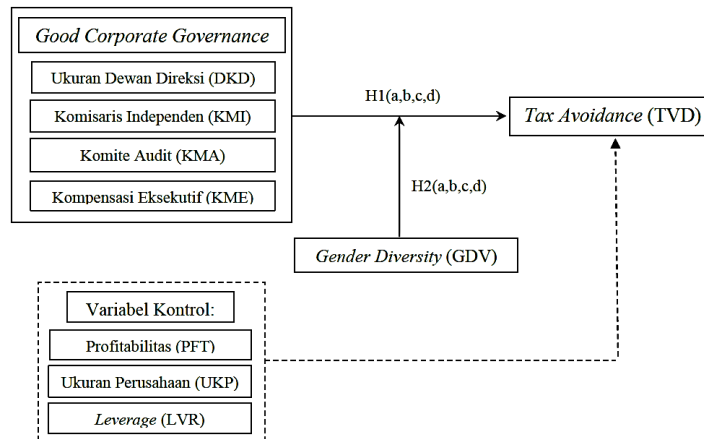 Good Corporate Governance
Ukuran Dewan Direksi (DKD)
Komisaris Independen (KMI)
Komite Audit (KMA)
Kompensasi Eksekutif (KME)
H1(a,b,c,d)
Tax Avoidance (TVD)
H2(a,b,c,d)
Gender Diversity (GDV)
Variabel Kontrol:
Profitabilitas (PFT)
Ukuran Perusahaan (UKP)
Leverage (LVR)